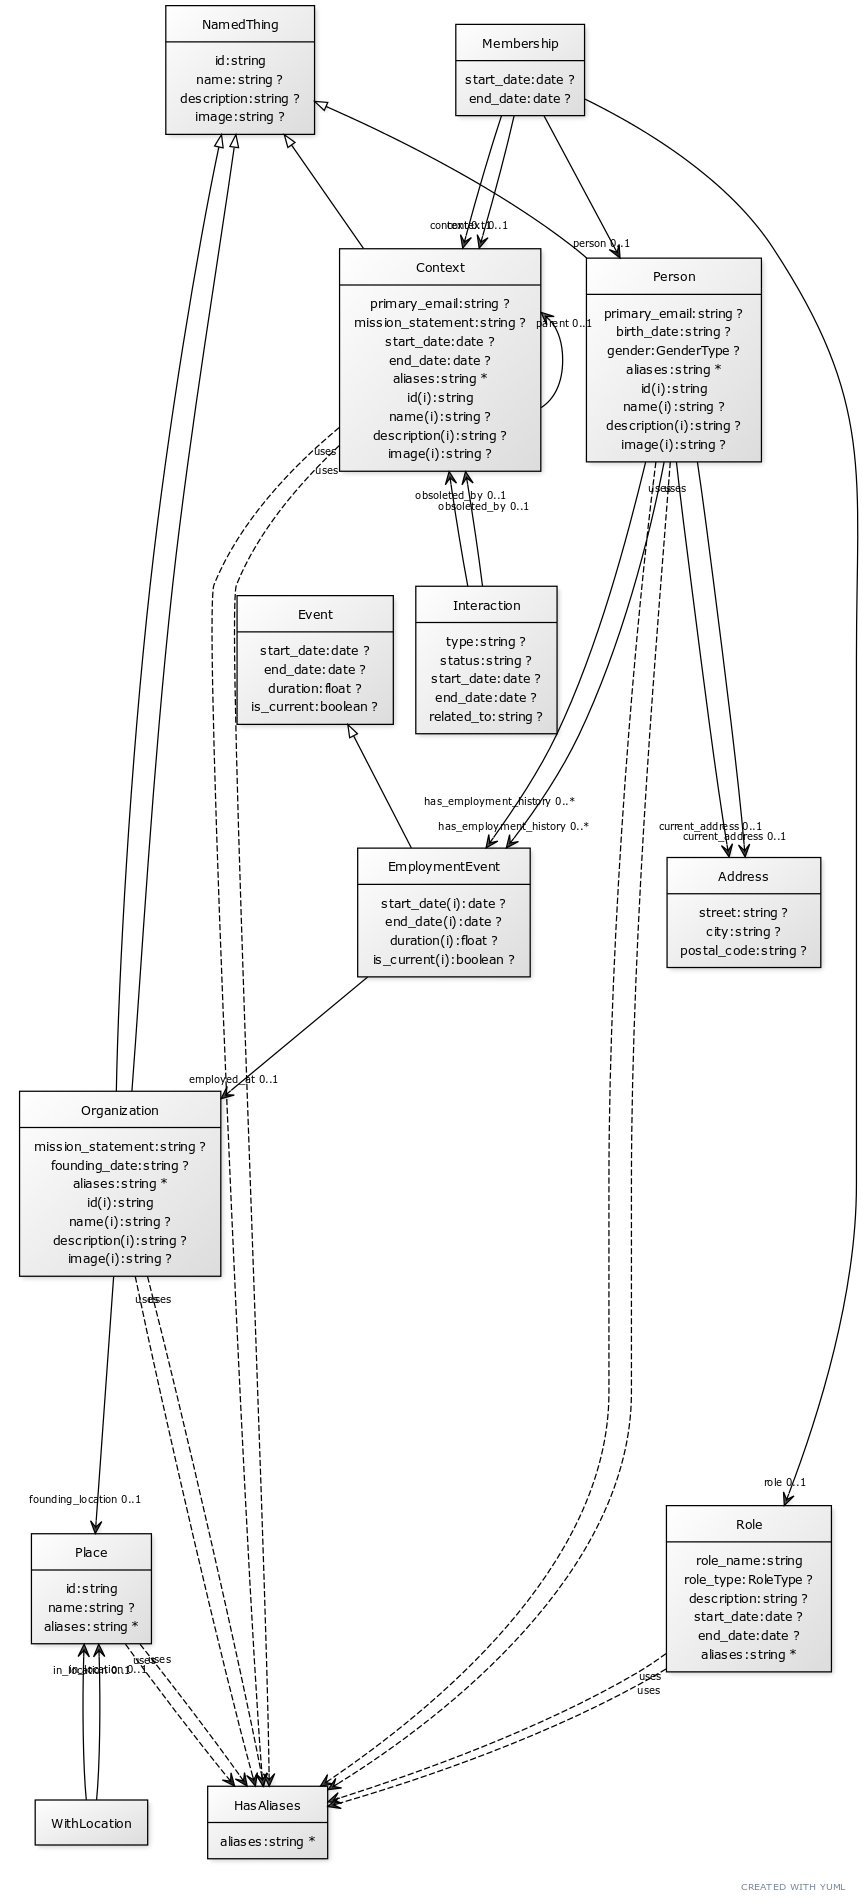 NamedThing
id:string
name:string ?
description:string ?
image:string ?
Membership
start_date:date ?
end_date:date ?
context 0..1
context 0..1
person 0..1
Context
primary_email:string ?
mission_statement:string ?
start_date:date ?
end_date:date ?
aliases:string *
id(i):string
name(i):string ?
description(i):string ?
image(i):string ?
parent 0..1
Person
primary_email:string ?
birth_date:string ?
gender:GenderType ?
aliases:string *
id(i):string
name(i):string ?
description(i):string ?
image(i):string ?
uses
uses
uses
uses
obsoleted_by 0..1
obsoleted_by 0..1
Event
start_date:date ?
end_date:date ?
duration:float ?
is_current:boolean ?
Interaction
type:string ?
status:string ?
start_date:date ?
end_date:date ?
related_to:string ?
has_employment_history 0..*
has_employment_history 0..*
current_address 0..1
current_address 0..1
EmploymentEvent
start_date(i):date ?
end_date(i):date ?
duration(i):float ?
is_current(i):boolean ?
Address
street:string ?
city:string ?
postal_code:string ?
employed_at 0..1
Organization
mission_statement:string ?
founding_date:string ?
aliases:string *
id(i):string
name(i):string ?
description(i):string ?
image(i):string ?
uses
uses
founding_location 0..1
role 0..1
Place
id:string
name:string ?
aliases:string *
Role
role_name:string
role_type:RoleType ?
description:string ?
start_date:date ?
end_date:date ?
aliases:string *
in_location 0..1
in_location 0..1
uses
uses
uses
uses
WithLocation
HasAliases
aliases:string *
CREATED WITH YUML